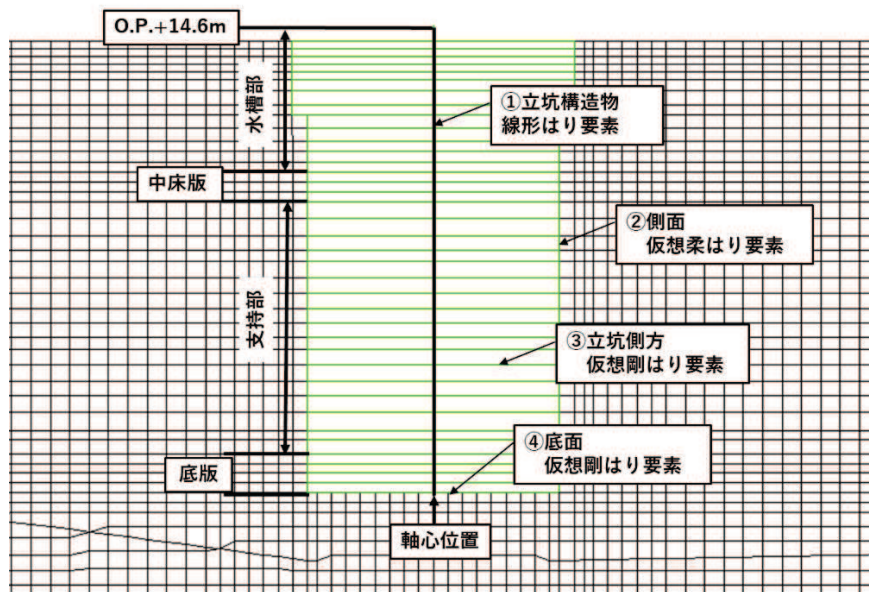 O.P.+14.6m
水槽部
①立坑構造物
線形はり要素
中床版
②側面
仮想柔はり要素
支持部
③立坑側方
仮想剛はり要素
④底面
仮想剛はり要素
底版
軸心位置